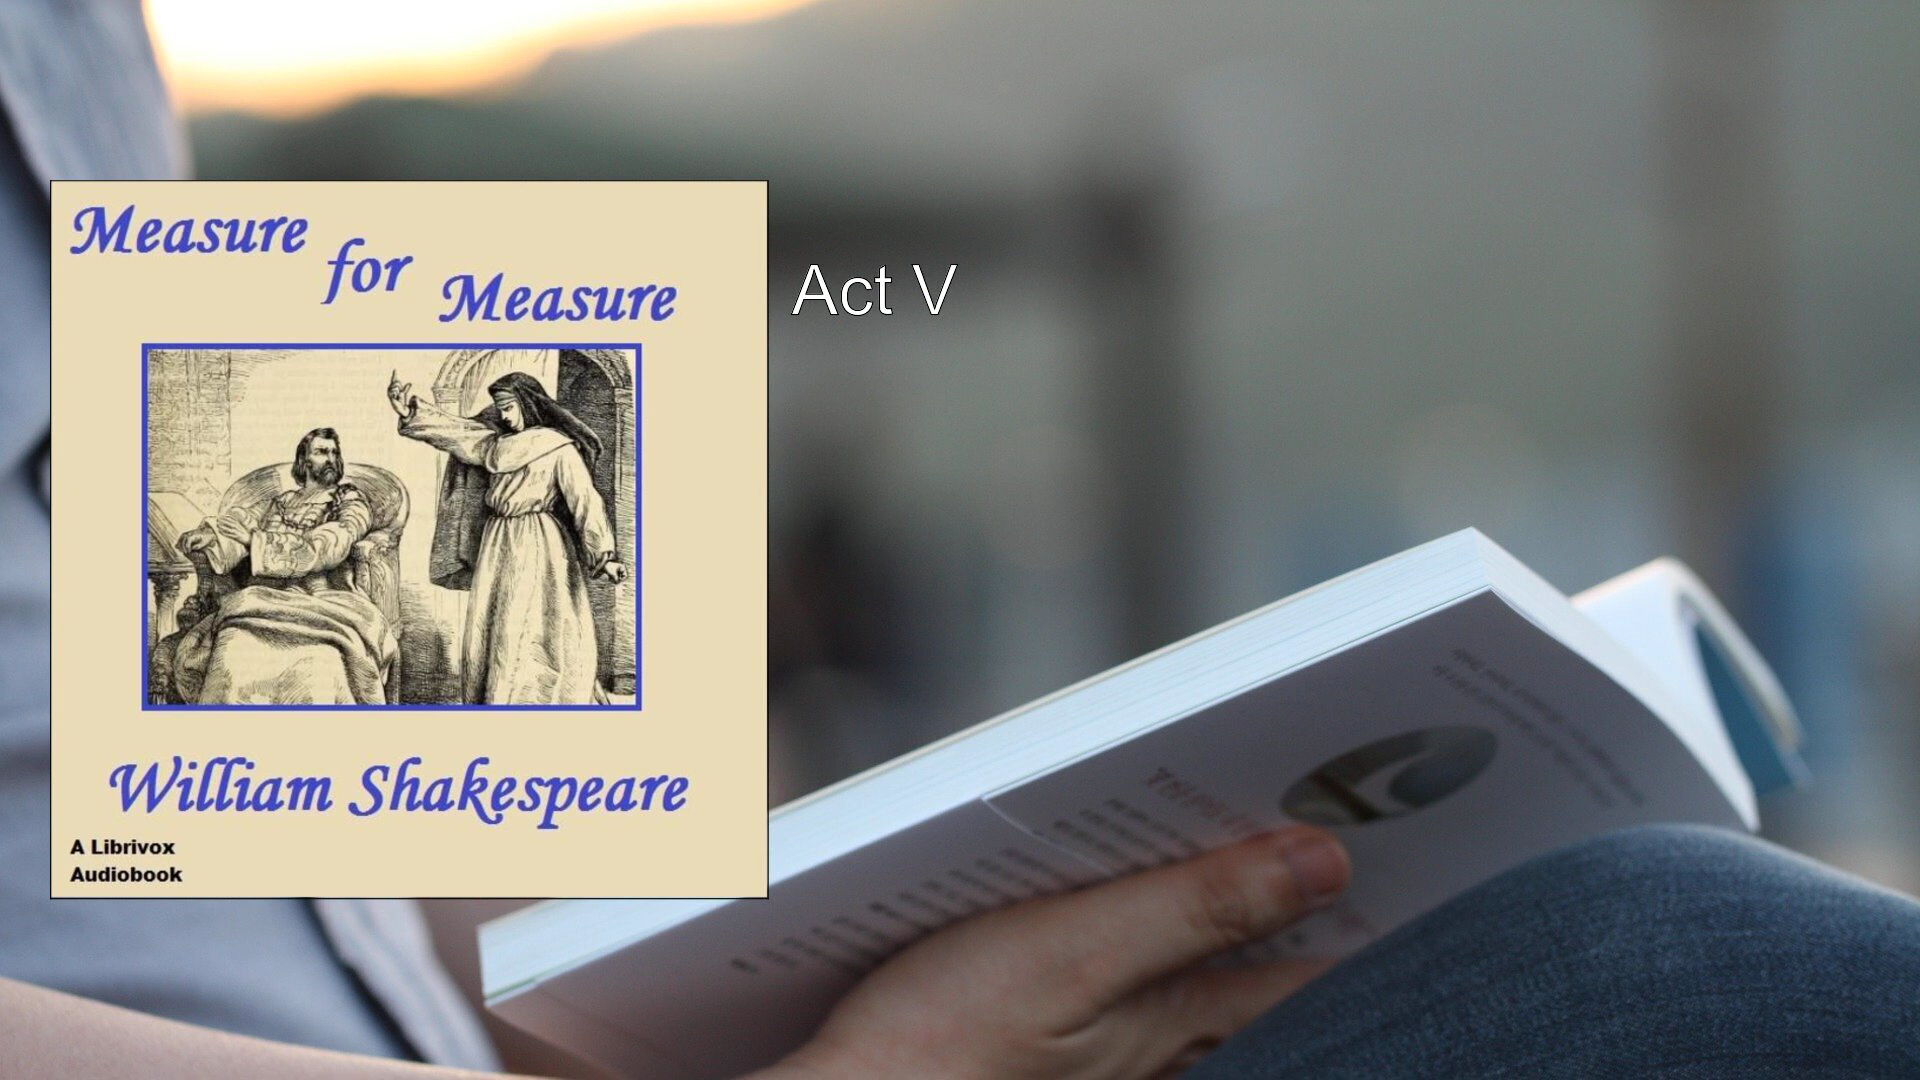 Measure
for
Measure
William Shakespeare
A Librivox
Audiobook
Act V